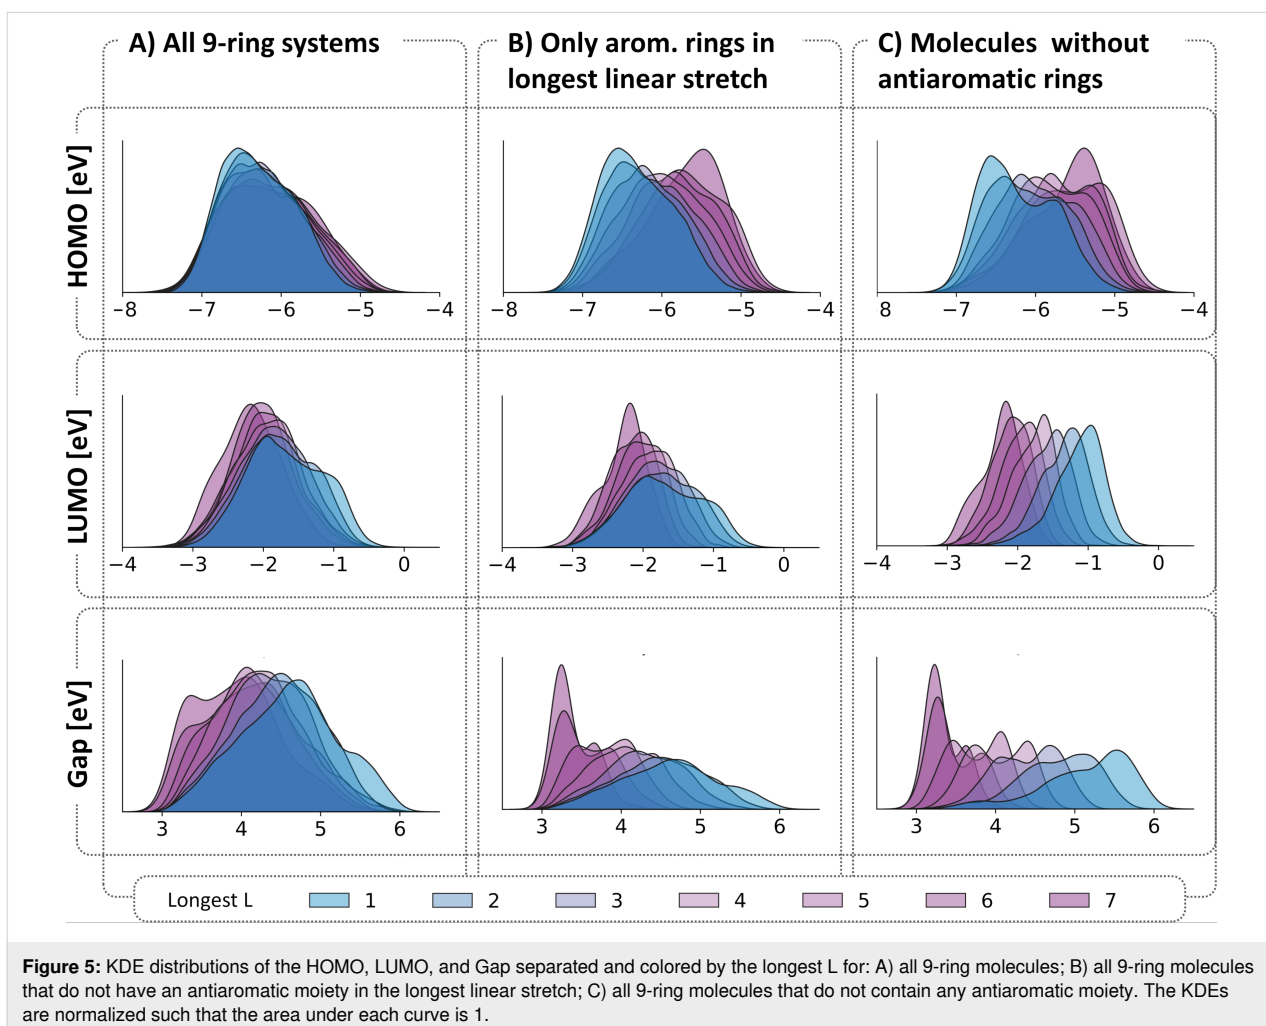 A) All 9-ring systems
B) Only arom. rings in
longest linear stretch
C) Molecules without
antiaromatic rings
HOMO [eV]
−8 −7 −6 −5 −4
−8 −7 −6 −5 −4
8 7 −6 −5 −4
LUMO [eV]
−4 −3 −2 −1 0
−4 −3 −2 −1 0
−4 −3 −2 −1 0
Gap [eV]
3 4 5 6
3 4 5 6
3 4 5 6
Longest L 1 2 3 4 5 6 7
Figure 5: KDE distributions of the HOMO, LUMO, and Gap separated and colored by the longest L for: A) all 9-ring molecules; B) all 9-ring molecules
that do not have an antiaromatic moiety in the longest linear stretch; C) all 9-ring molecules that do not contain any antiaromatic moiety. The KDEs
are normalized such that the area under each curve is 1.